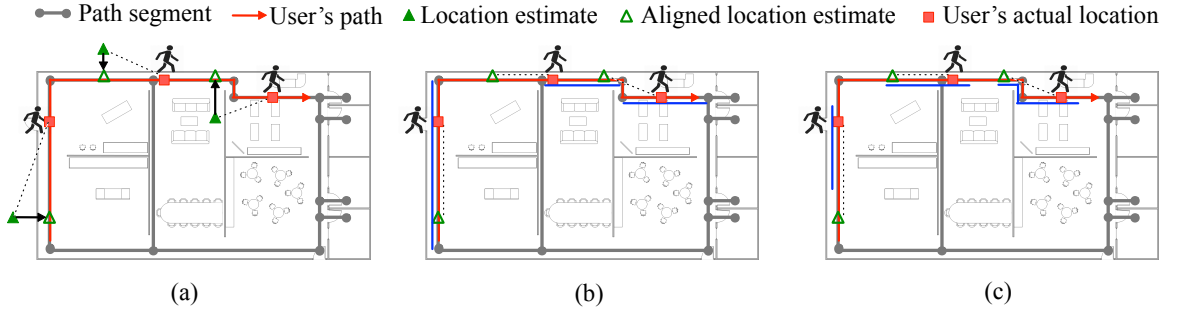 Path segment User's path Location estimate Aligned location estimate User's actual location
(a) (b) (c)